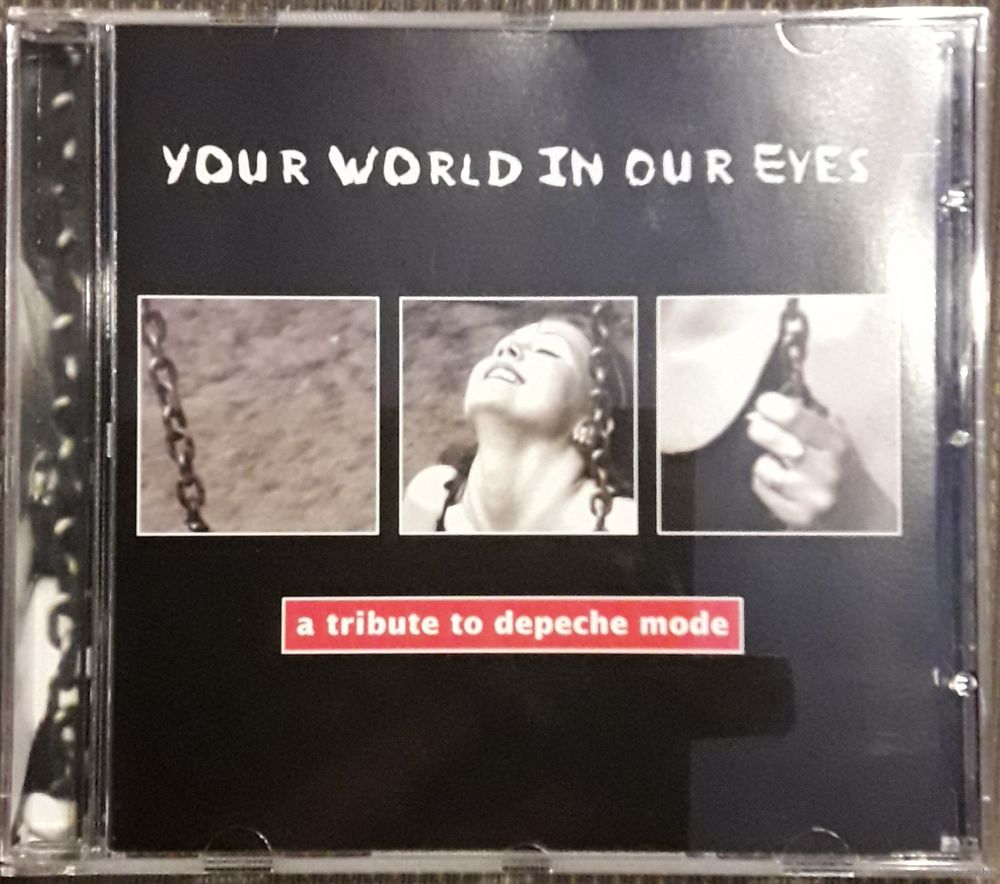 YOUR WORLD IN OUR EYES
a tribute to depeche mode